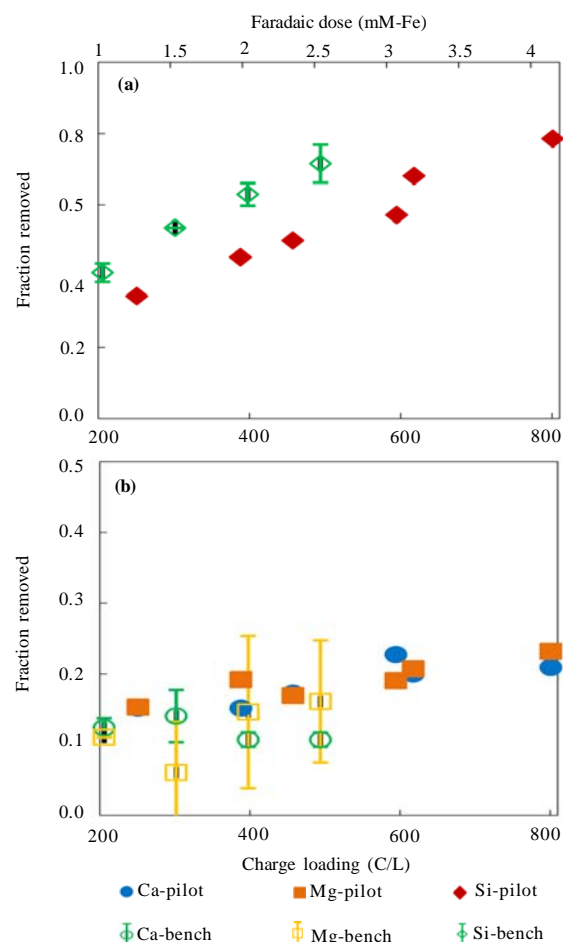 Faradaic dose (mM-Fe)
1 1.5 2 2.5 3 3.5 4
1.0
(a)
0.8
0.5
0.4
0.2
0.0
Fraction removed
200 400 600 800
0.5
(b)
0.4
0.3
0.2
0.1
0.0
Fraction removed
200 400 600 800
Charge loading (C/L)
Ca-pilot Mg-pilot Si-pilot
Ca-bench Mg-bench Si-bench